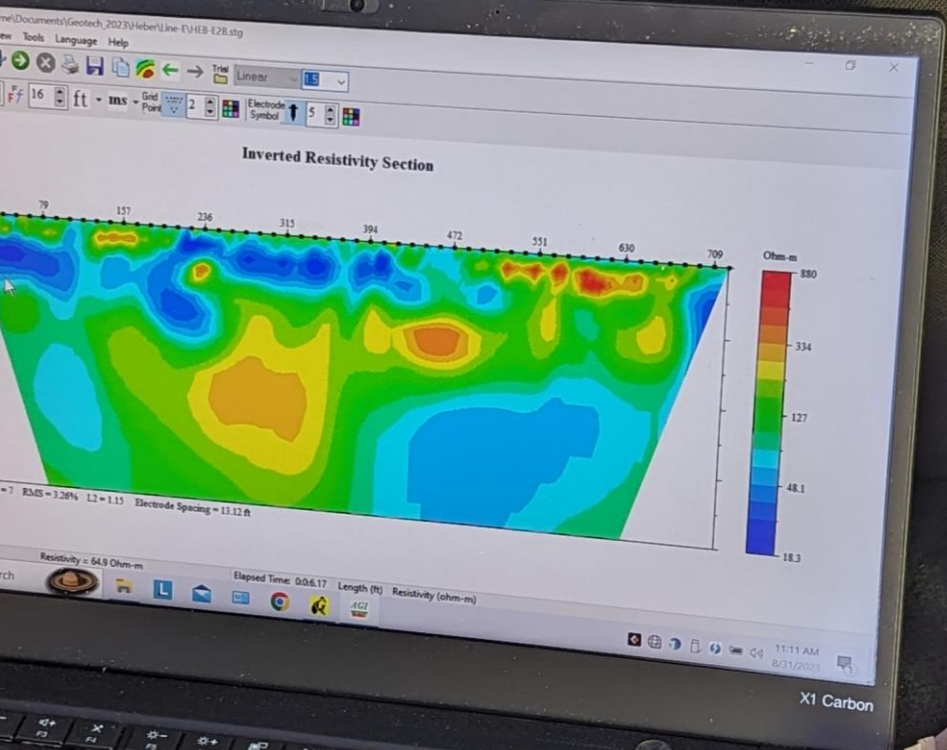 me\Documents\Geotech_2023\Heber\Line-E\HEB-E2B.stg
ew Tools Language Help
Trial Linear 1.5
16 ft ms Grid Point 2 Electrode Symbol 5
Inverted Resistivity Section
79 157 236 315 394 472 551 630 709
Ohm-m
880
334
127
48.1
18.3
=7 RMS=3.26% L2=1.15 Electrode Spacing = 13.12 ft
Resistivity = 64.9 Ohm-m
Elapsed Time: 0:0:6.17 Length (ft) Resistivity (ohm-m)
rch
L
AGI
11:11 AM
8/31/2023
X1 Carbon
F3
F4
F5